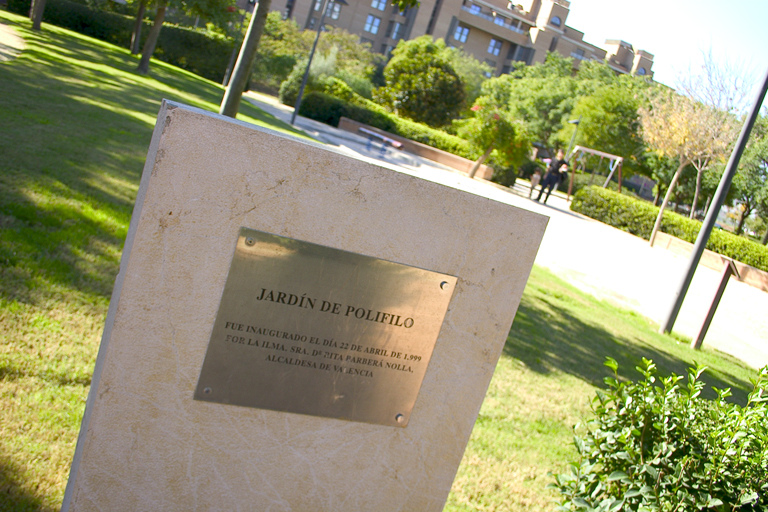 JARDÍN DE POLIFILO
FUE INAUGURADO EL DÍA 22 DE ABRIL DE 1.999
POR LA ILMA. SRA. Dª RITA PARBERÁ NOLLA,
ALCALDESA DE VALENCIA